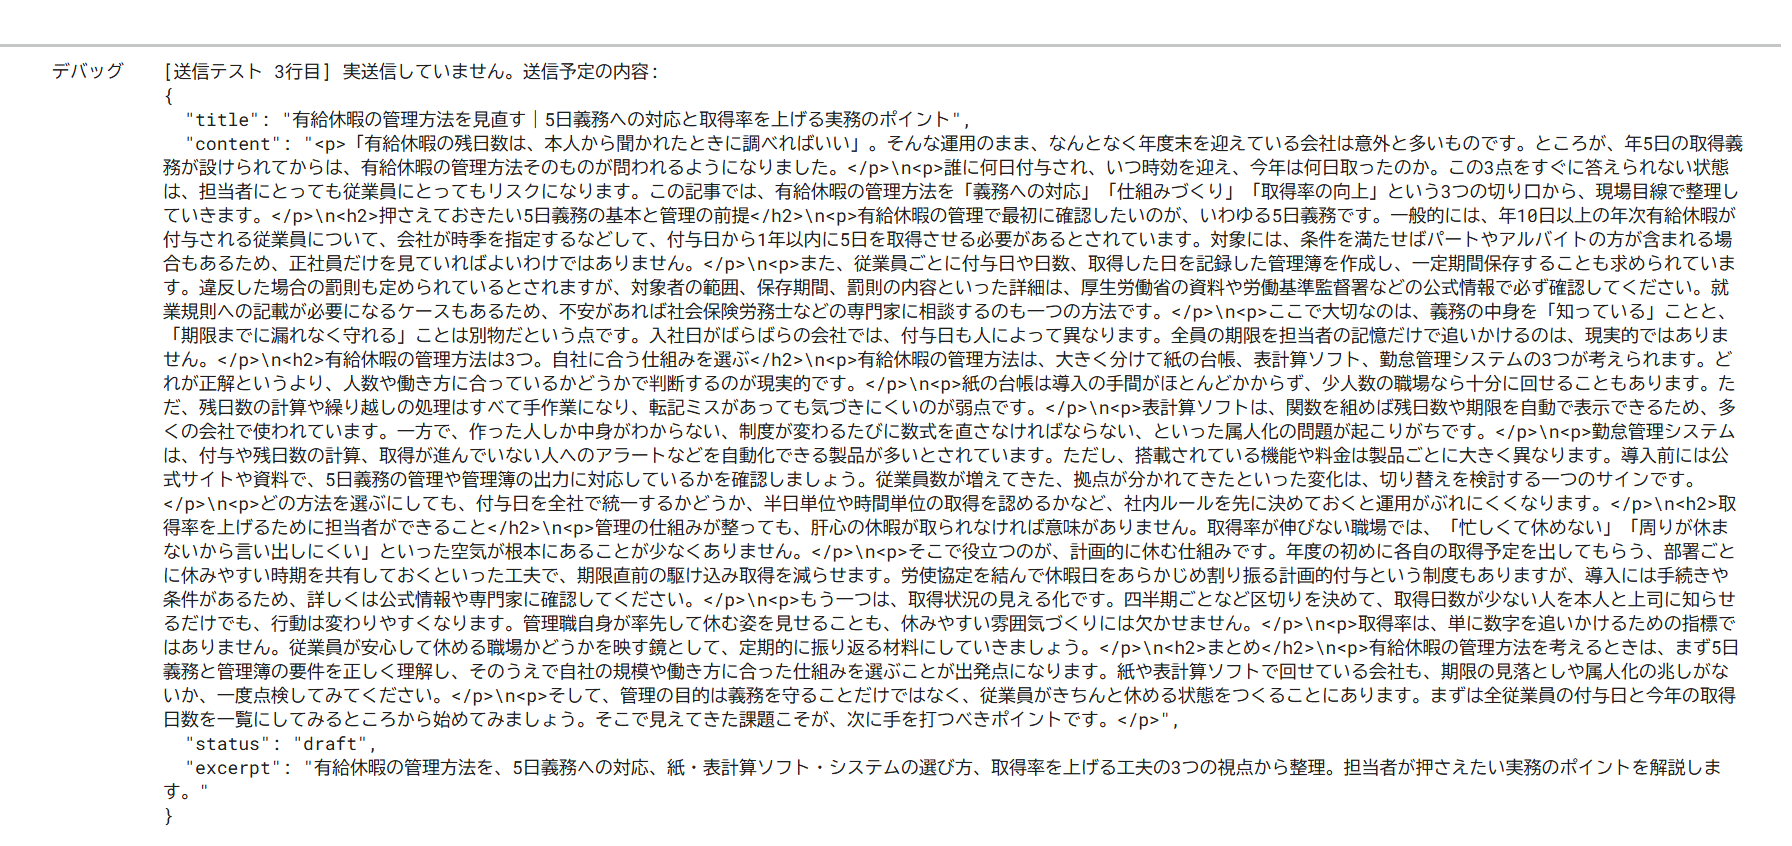 デバッグ [送信テスト 3行目] 実送信していません。送信予定の内容:
{
"title": "有給休暇の管理方法を見直す｜5日義務への対応と取得率を上げる実務のポイント",
"content": "<p>「有給休暇の残日数は、本人から聞かれたときに調べればいい」。そんな運用のまま、なんとなく年度末を迎えている会社は意外と多いものです。ところが、年5日の取得義
務が設けられてからは、有給休暇の管理方法そのものが問われるようになりました。</p>\n<p>誰に何日付与され、いつ時効を迎え、今年は何日取ったのか。この3点をすぐに答えられない状態
は、担当者にとっても従業員にとってもリスクになります。この記事では、有給休暇の管理方法を「義務への対応」「仕組みづくり」「取得率の向上」という3つの切り口から、現場目線で整理し
ていきます。</p>\n<h2>押さえておきたい5日義務の基本と管理の前提</h2>\n<p>有給休暇の管理で最初に確認したいのが、いわゆる5日義務です。一般的には、年10日以上の年次有給休暇が
付与される従業員について、会社が時季を指定するなどして、付与日から1年以内に5日を取得させる必要があるとされています。対象には、条件を満たせばパートやアルバイトの方が含まれる場
合もあるため、正社員だけを見ていればよいわけではありません。</p>\n<p>また、従業員ごとに付与日や日数、取得した日を記録した管理簿を作成し、一定期間保存することも求められていま
す。違反した場合の罰則も定められているとされますが、対象者の範囲、保存期間、罰則の内容といった詳細は、厚生労働省の資料や労働基準監督署などの公式情報で必ず確認してください。就
業規則への記載が必要になるケースもあるため、不安があれば社会保険労務士などの専門家に相談するのも一つの方法です。</p>\n<p>ここで大切なのは、義務の中身を「知っている」ことと、
「期限までに漏れなく守れる」ことは別物だという点です。入社日がばらばらの会社では、付与日も人によって異なります。全員の期限を担当者の記憶だけで追いかけるのは、現実的ではありま
せん。</p>\n<h2>有給休暇の管理方法は3つ。自社に合う仕組みを選ぶ</h2>\n<p>有給休暇の管理方法は、大きく分けて紙の台帳、表計算ソフト、勤怠管理システムの3つが考えられます。ど
れが正解というより、人数や働き方に合っているかどうかで判断するのが現実的です。</p>\n<p>紙の台帳は導入の手間がほとんどかからず、少人数の職場なら十分に回せることもあります。た
だ、残日数の計算や繰り越しの処理はすべて手作業になり、転記ミスがあっても気づきにくいのが弱点です。</p>\n<p>表計算ソフトは、関数を組めば残日数や期限を自動で表示できるため、多
くの会社で使われています。一方で、作った人しか中身がわからない、制度が変わるたびに数式を直さなければならない、といった属人化の問題が起こりがちです。</p>\n<p>勤怠管理システム
は、付与や残日数の計算、取得が進んでいない人へのアラートなどを自動化できる製品が多いとされています。ただし、搭載されている機能や料金は製品ごとに大きく異なります。導入前には公
式サイトや資料で、5日義務の管理や管理簿の出力に対応しているかを確認しましょう。従業員数が増えてきた、拠点が分かれてきたといった変化は、切り替えを検討する一つのサインです。
</p>\n<p>どの方法を選ぶにしても、付与日を全社で統一するかどうか、半日単位や時間単位の取得を認めるかなど、社内ルールを先に決めておくと運用がぶれにくくなります。</p>\n<h2>取
得率を上げるために担当者ができること</h2>\n<p>管理の仕組みが整っても、肝心の休暇が取られなければ意味がありません。取得率が伸びない職場では、「忙しくて休めない」「周りが休ま
ないから言い出しにくい」といった空気が根本にあることが少なくありません。</p>\n<p>そこで役立つのが、計画的に休む仕組みです。年度の初めに各自の取得予定を出してもらう、部署ごと
に休みやすい時期を共有しておくといった工夫で、期限直前の駆け込み取得を減らせます。労使協定を結んで休暇日をあらかじめ割り振る計画的付与という制度もありますが、導入には手続きや
条件があるため、詳しくは公式情報や専門家に確認してください。</p>\n<p>もう一つは、取得状況の見える化です。四半期ごとなど区切りを決めて、取得日数が少ない人を本人と上司に知らせ
るだけでも、行動は変わりやすくなります。管理職自身が率先して休む姿を見せることも、休みやすい雰囲気づくりには欠かせません。</p>\n<p>取得率は、単に数字を追いかけるための指標で
はありません。従業員が安心して休める職場かどうかを映す鏡として、定期的に振り返る材料にしていきましょう。</p>\n<h2>まとめ</h2>\n<p>有給休暇の管理方法を考えるときは、まず5日
義務と管理簿の要件を正しく理解し、そのうえで自社の規模や働き方に合った仕組みを選ぶことが出発点になります。紙や表計算ソフトで回せている会社も、期限の見落としや属人化の兆しがな
いか、一度点検してみてください。</p>\n<p>そして、管理の目的は義務を守ることだけではなく、従業員がきちんと休める状態をつくることにあります。まずは全従業員の付与日と今年の取得
日数を一覧にしてみるところから始めてみましょう。そこで見えてきた課題こそが、次に手を打つべきポイントです。</p>",
"status": "draft",
"excerpt": "有給休暇の管理方法を、5日義務への対応、紙・表計算ソフト・システムの選び方、取得率を上げる工夫の3つの視点から整理。担当者が押さえたい実務のポイントを解説しま
す。"
}